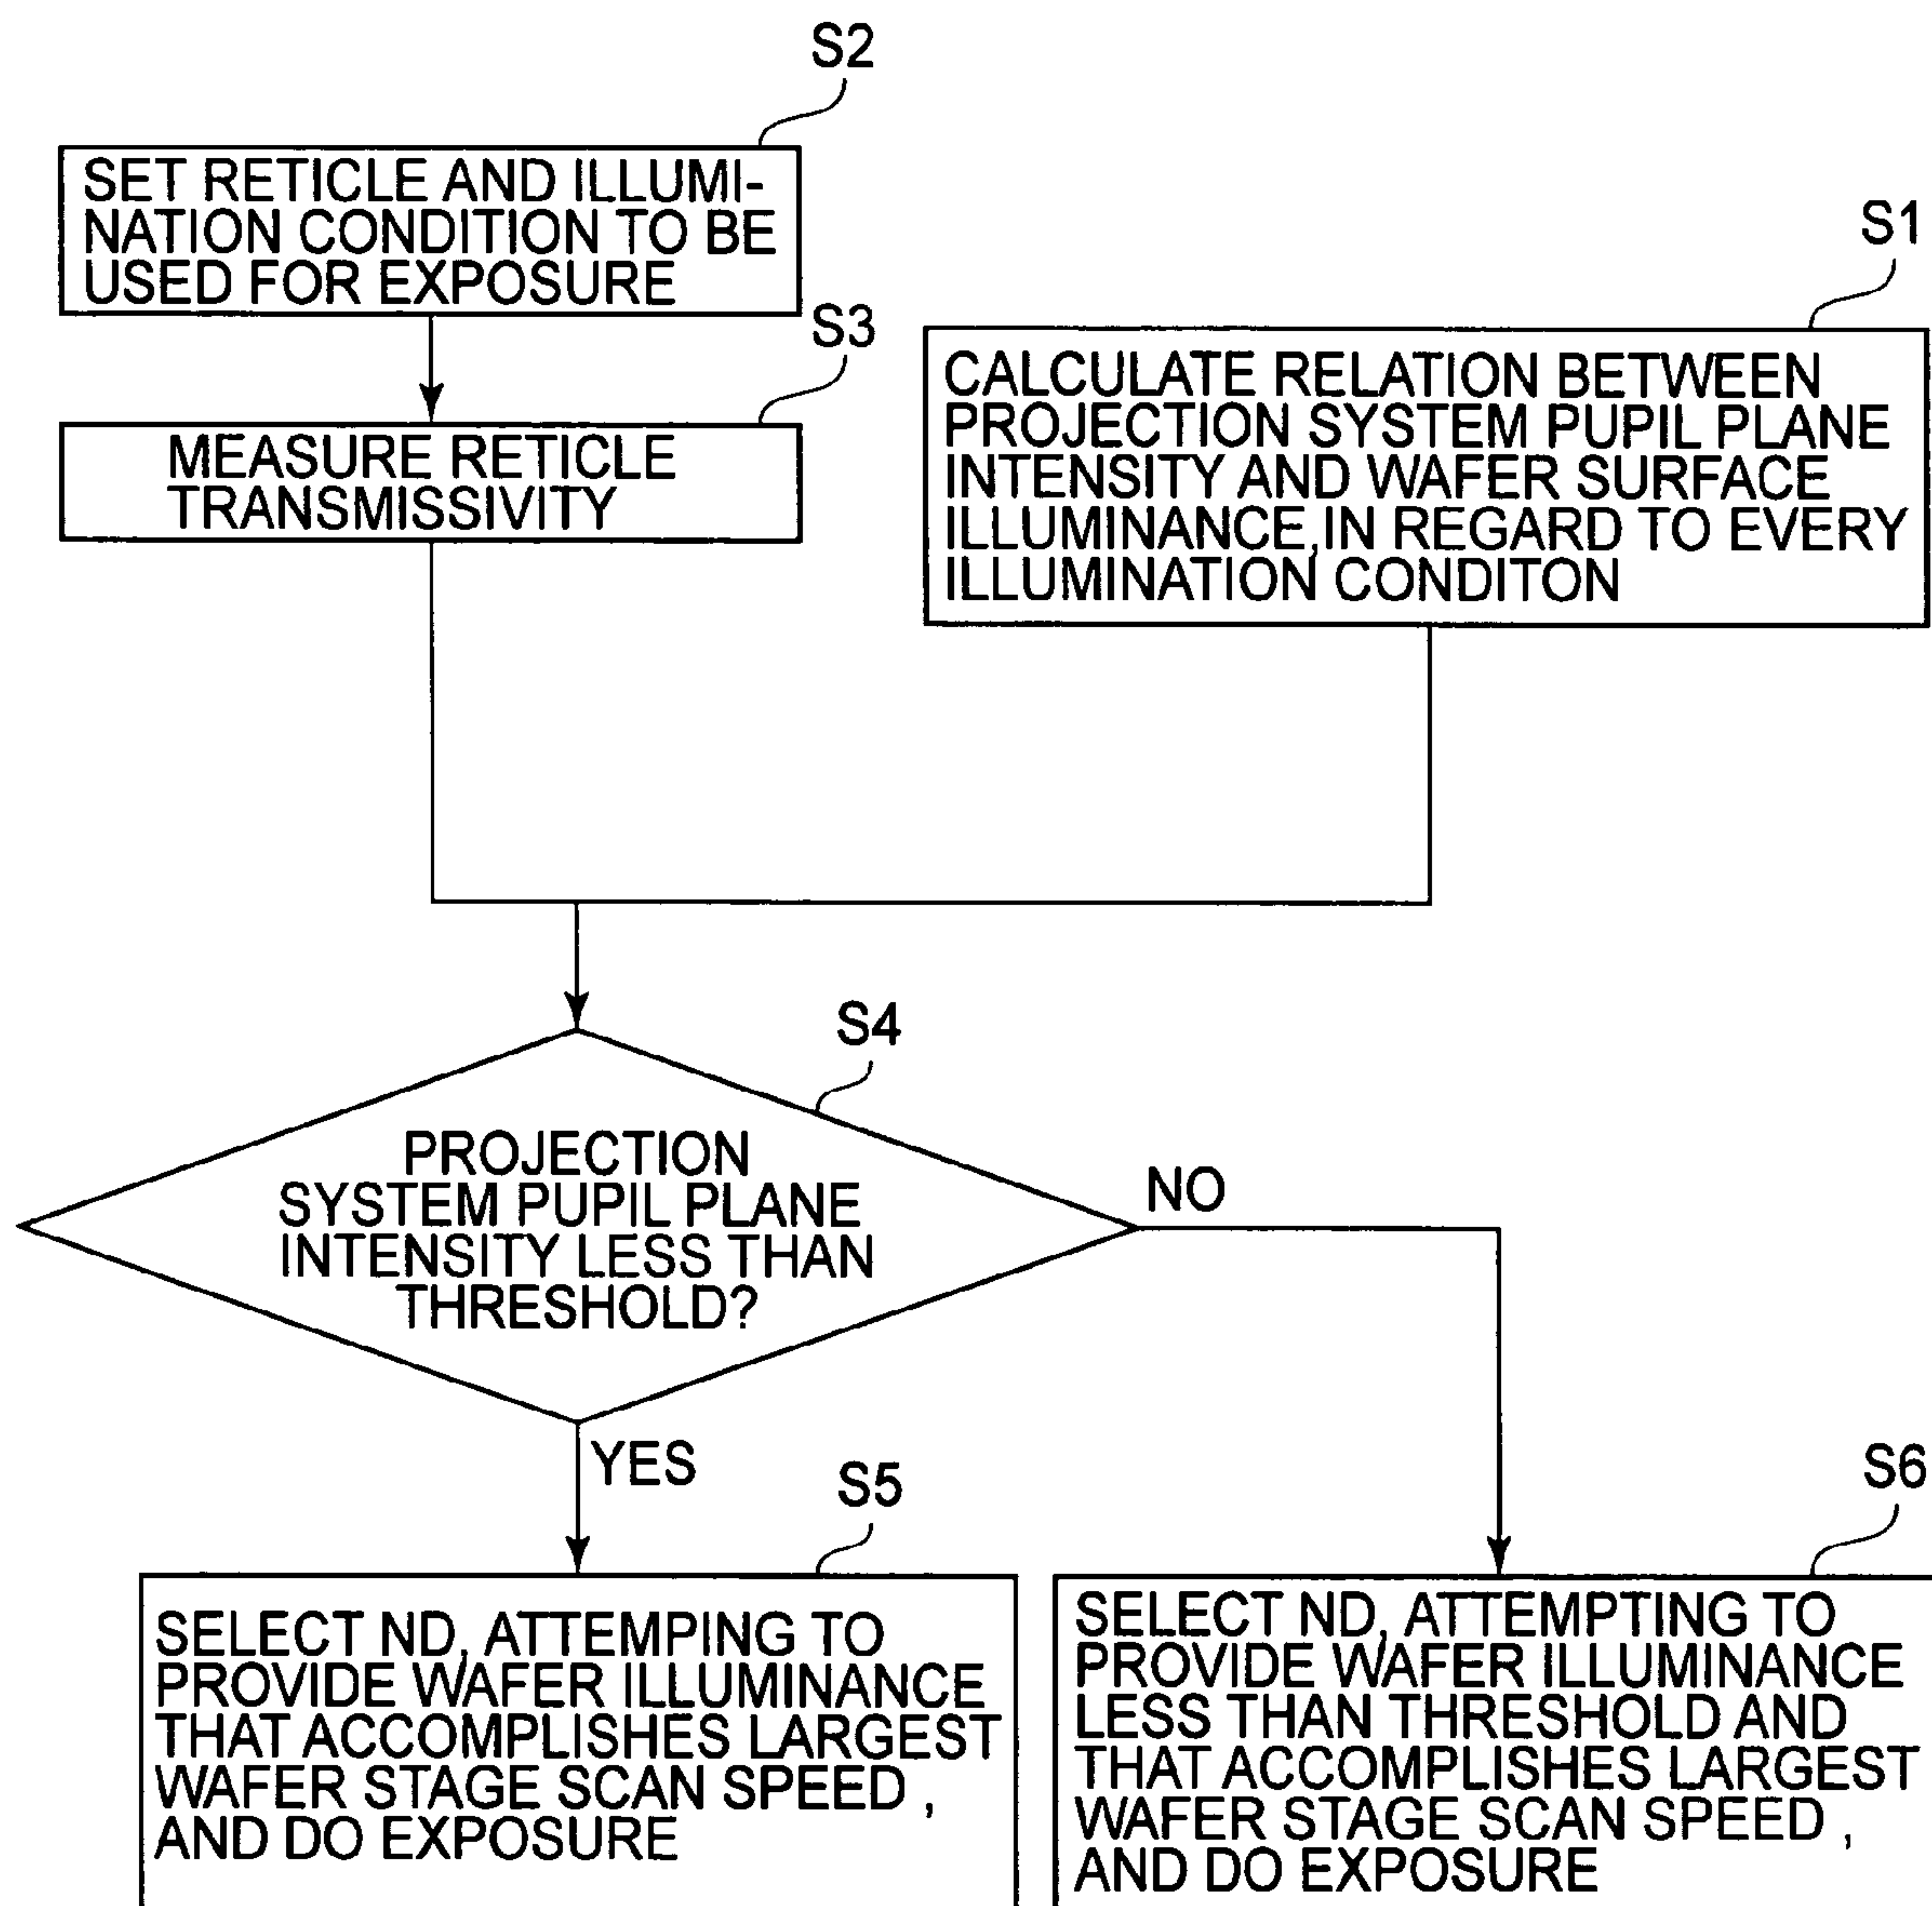 S2
SET RETICLE AND ILLUMI-
NATION CONDITION TO BE
USED FOR EXPOSURE
S3
MEASURE RETICLE
TRANSMISSIVITY
S1
CALCULATE RELATION BETWEEN
PROJECTION SYSTEM PUPIL PLANE
INTENSITY AND WAFER SURFACE
ILLUMINANCE, IN REGARD TO EVERY
ILLUMINATION CONDITON
S4
PROJECTION
SYSTEM PUPIL PLANE
INTENSITY LESS THAN
THRESHOLD?
NO
YES
S5
SELECT ND, ATTEMPING TO
PROVIDE WAFER ILLUMINANCE
THAT ACCOMPLISHES LARGEST
WAFER STAGE SCAN SPEED ,
AND DO EXPOSURE
S6
SELECT ND, ATTEMPTING TO
PROVIDE WAFER ILLUMINANCE
LESS THAN THRESHOLD AND
THAT ACCOMPLISHES LARGEST
WAFER STAGE SCAN SPEED ,
AND DO EXPOSURE